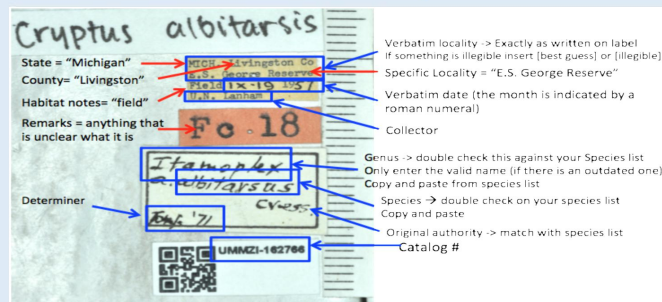 Cryptus albitarsis
State = “Michigan”
County= “Livingston”
Habitat notes= “field”
Remarks = anything that
is unclear what it is
Determiner
MICH. Livingston Co
E.S. George Reserve
Field IX-19 1957
U.N. Lanham
Fo.18
Itamoplex
a. albitarsus
Cress.
'71
UMMZI-162766
Verbatim locality -> Exactly as written on label
If something is illegible insert [best guess] or [illegible]
Specific Locality = “E.S. George Reserve”
Verbatim date (the month is indicated by a
roman numeral)
Collector
Genus -> double check this against your Species list
Only enter the valid name (if there is an outdated one)
Copy and paste from species list
Species → double check on your species list
Copy and paste
Original authority -> match with species list
Catalog #